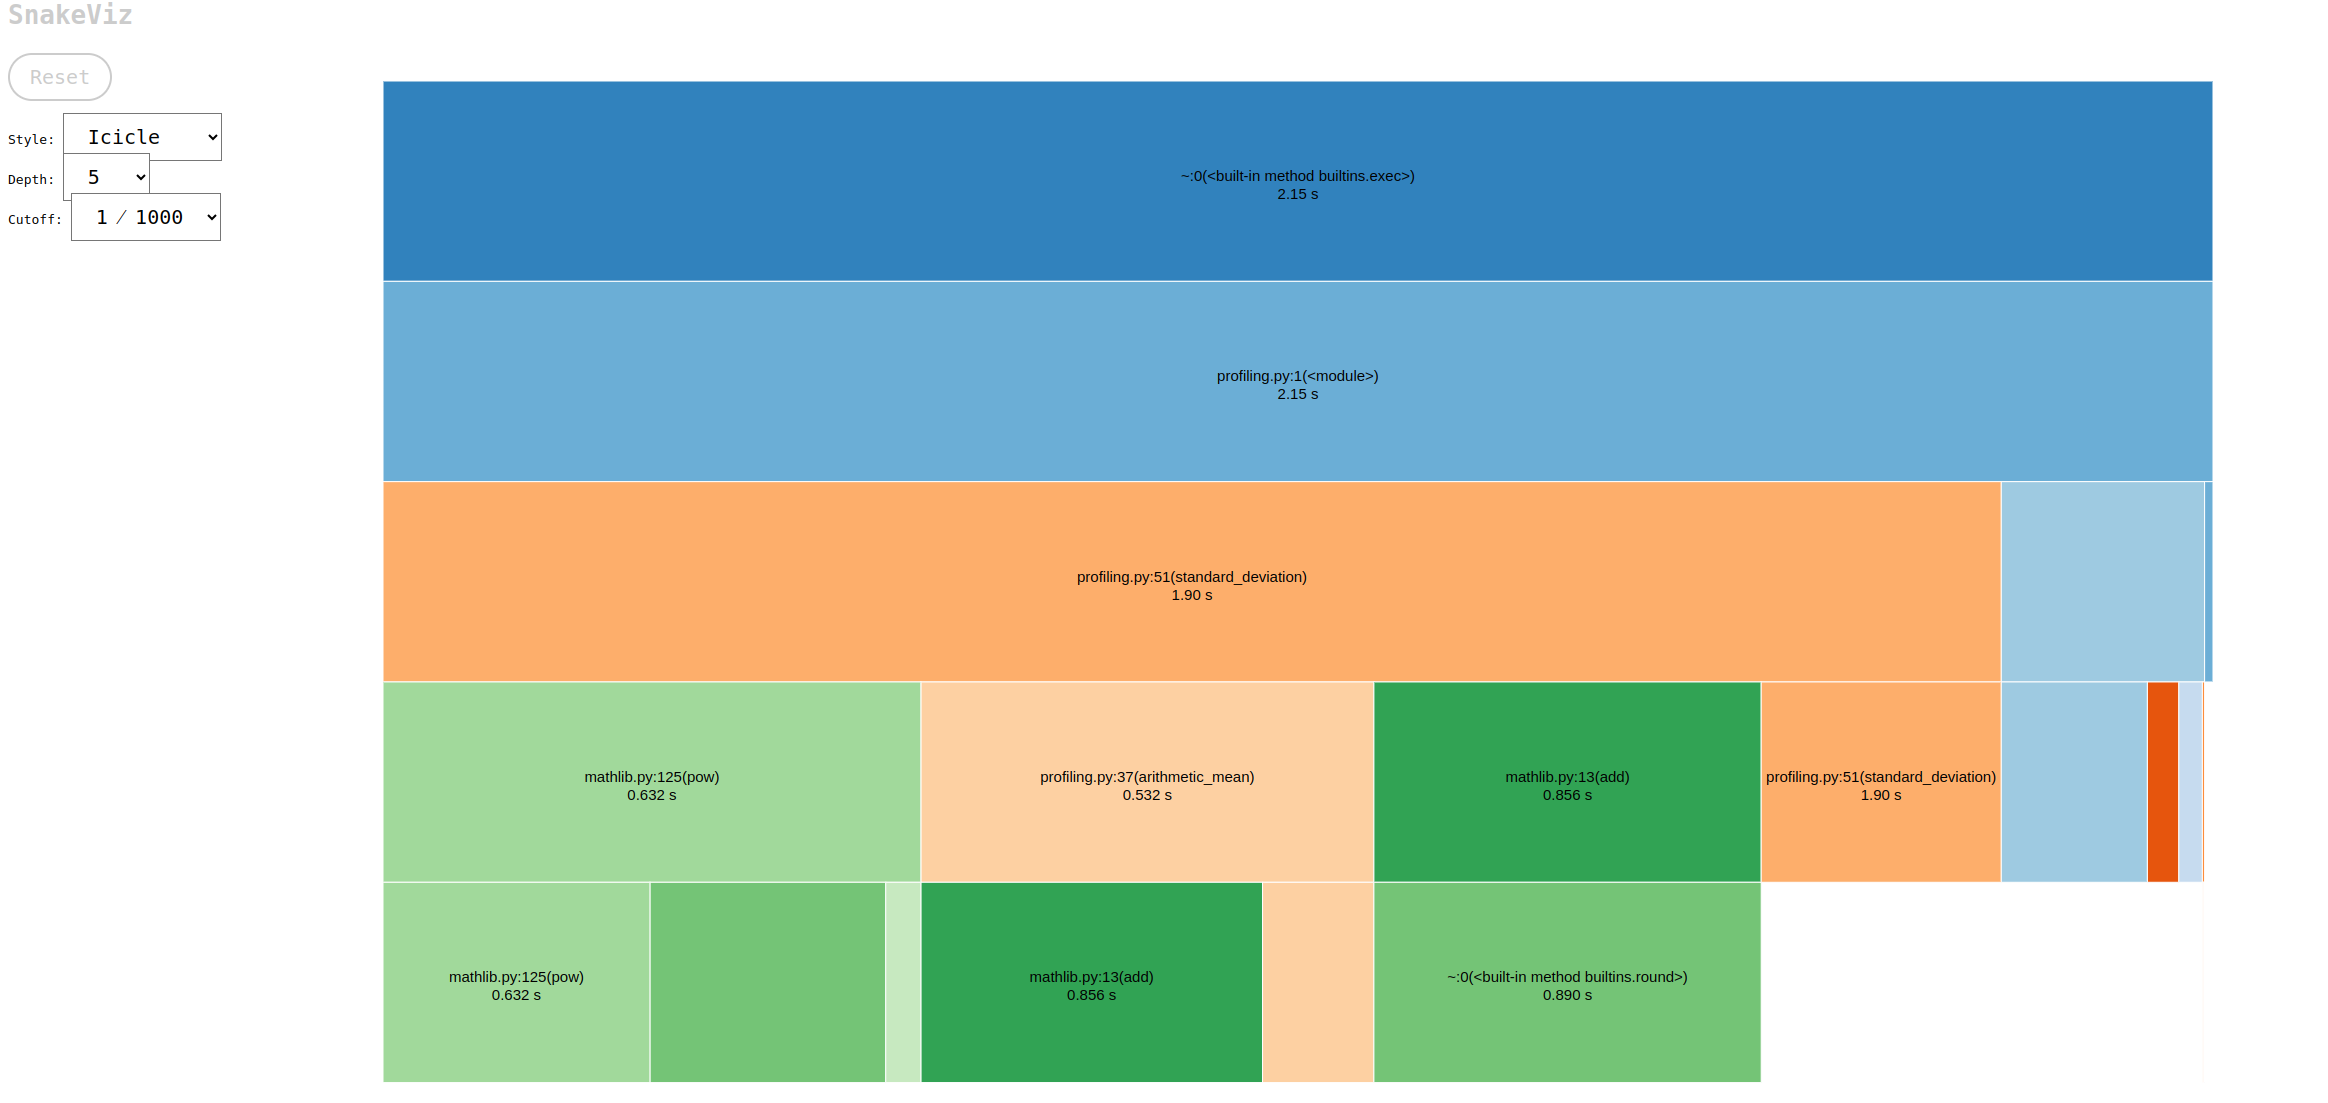 SnakeViz
Reset
Style: Icicle
Depth: 5
Cutoff: 1 / 1000
~:0(<built-in method builtins.exec>)
2.15 s
profiling.py:1(<module>)
2.15 s
profiling.py:51(standard_deviation)
1.90 s
mathlib.py:125(pow)
0.632 s
profiling.py:37(arithmetic_mean)
0.532 s
mathlib.py:13(add)
0.856 s
profiling.py:51(standard_deviation)
1.90 s
mathlib.py:125(pow)
0.632 s
mathlib.py:13(add)
0.856 s
~:0(<built-in method builtins.round>)
0.890 s